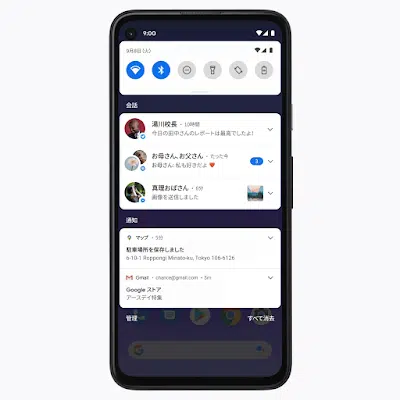 9:00
9月8日 (火)
会話
湯川校長 • 10時間
今日の田中さんのレポートは最高でしたよ!
お母さん, お父さん • たった今
お母さん: 私も好きだよ ❤️
3
真理おばさん • 5分
画像を送信しました
通知
マップ • 5分
駐車場所を保存しました
6-10-1 Roppongi Minato-ku, Tokyo 106-6126
Gmail • chance@gmail.com • 5m
Google ストア
アースデイ特集
管理
すべて消去